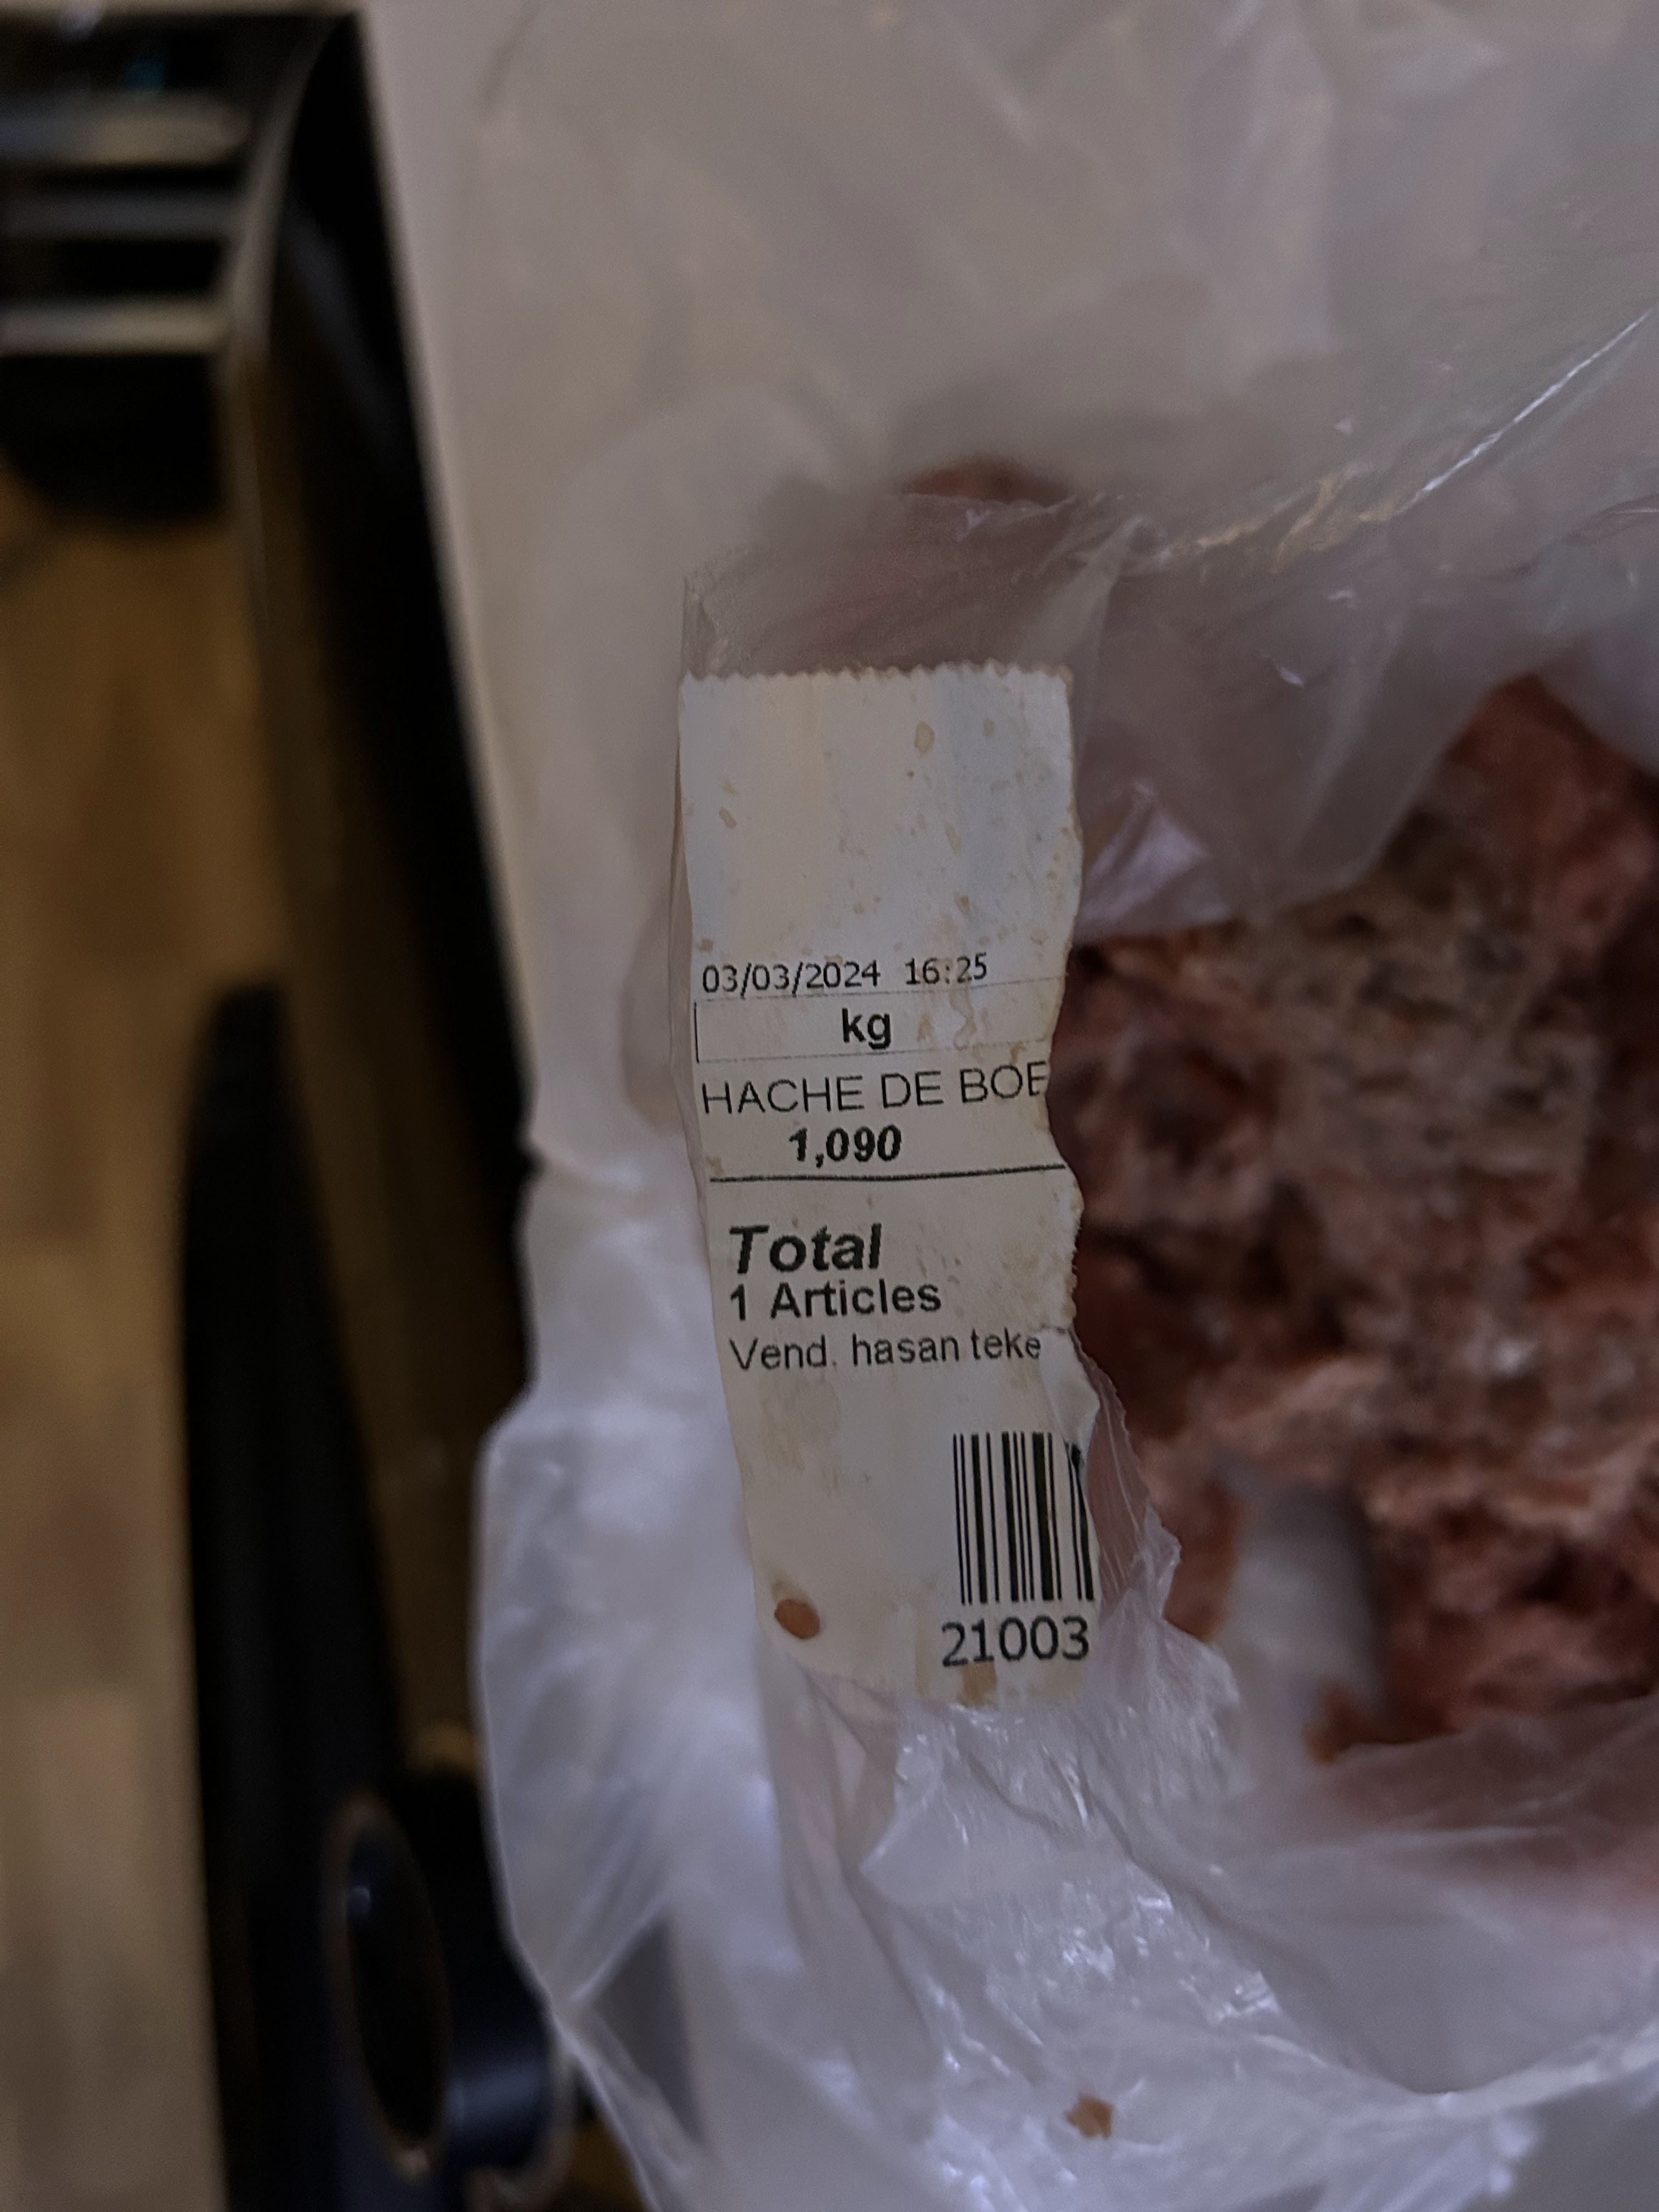 03/03/2024 16:25
kg
HACHE DE BOE
1,090
Total
1 Articles
Vend. hasan teke
21003